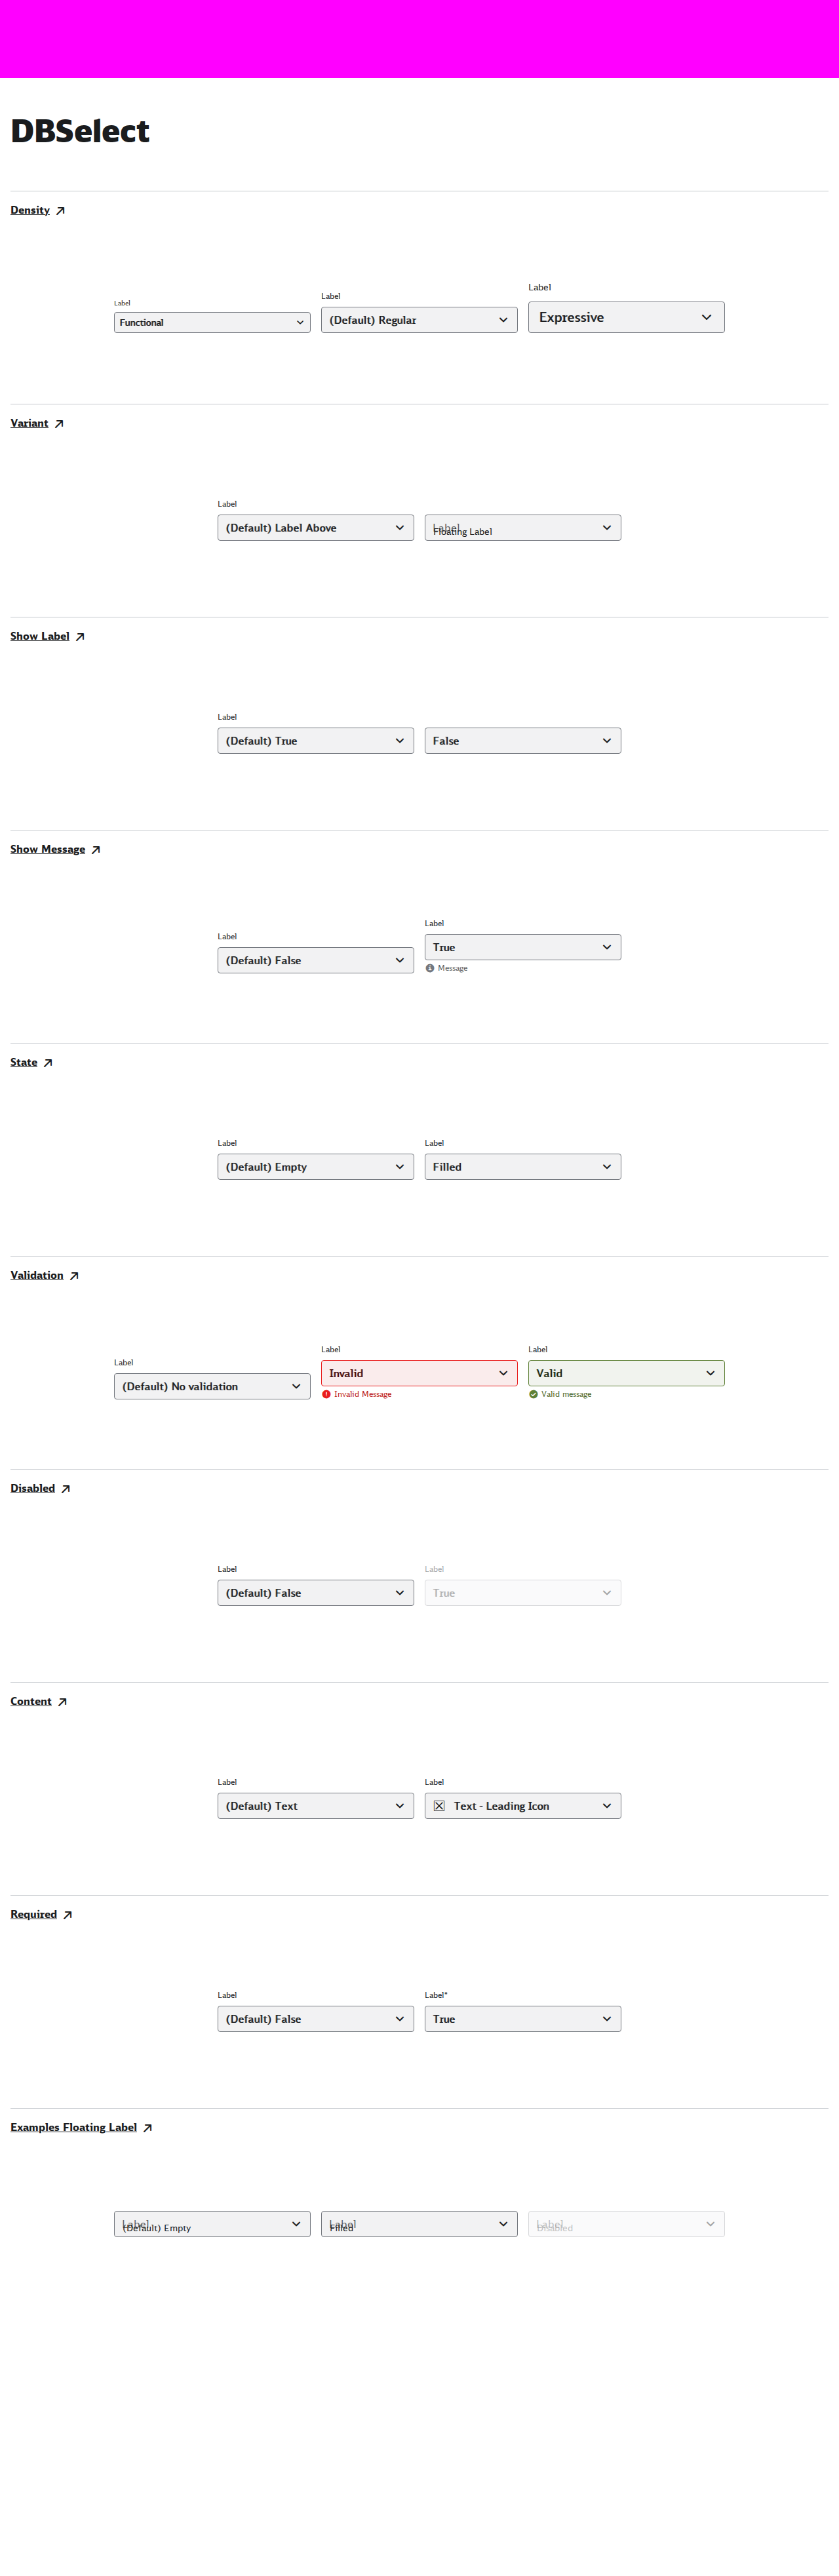 DBSelect
Density
Label
Label
Label
Functional
(Default) Regular
Expressive
Variant
Label
(Default) Label Above
Label
Floating Label
Show Label
Label
(Default) True
False
Show Message
Label
Label
(Default) False
True
Message
State
Label
Label
(Default) Empty
Filled
Validation
Label
Label
Label
(Default) No validation
Invalid
Valid
Invalid Message
Valid message
Disabled
Label
Label
(Default) False
True
Content
Label
Label
(Default) Text
Text - Leading Icon
Required
Label
Label*
(Default) False
True
Examples Floating Label
Label
(Default) Empty
Label
Filled
Label
Disabled